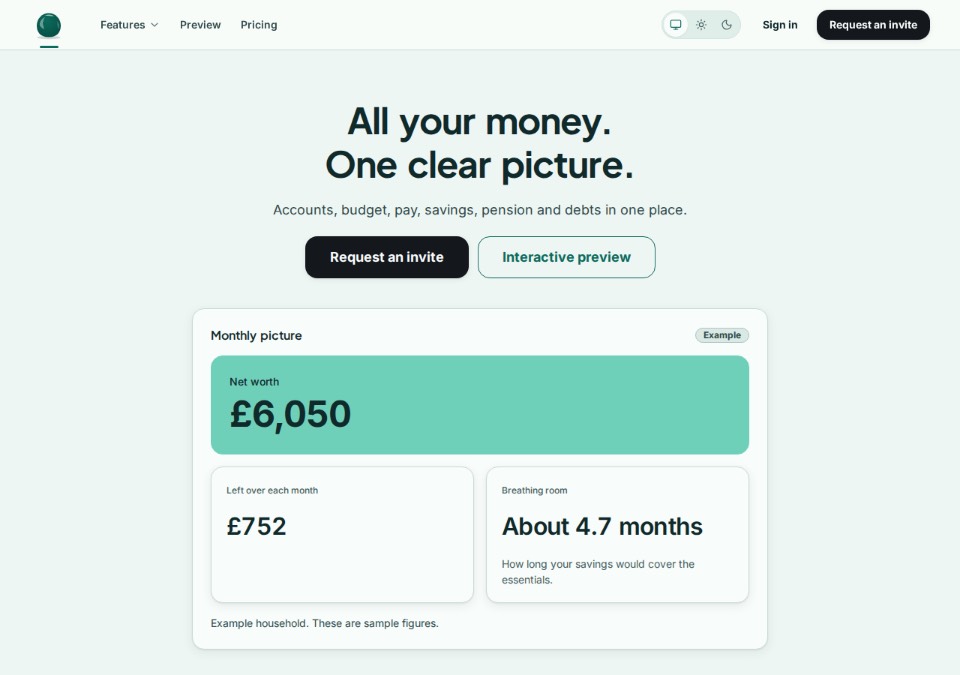 Features
Preview
Pricing
Sign in
Request an invite
All your money.
One clear picture.
Accounts, budget, pay, savings, pension and debts in one place.
Request an invite
Interactive preview
Monthly picture
Example
Net worth
£6,050
Left over each month
£752
Breathing room
About 4.7 months
How long your savings would cover the
essentials.
Example household. These are sample figures.